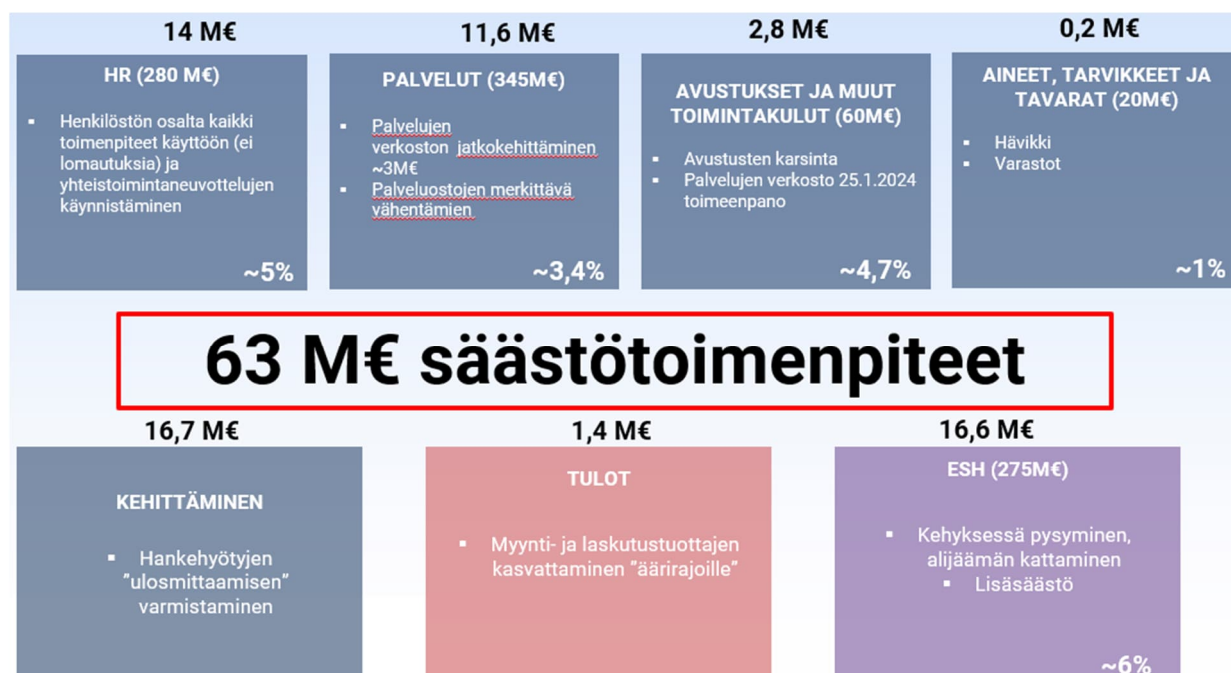 14 M€
HR (280 M€)
▪ Henkilöstön osalta kaikki
toimenpiteet käyttöön (ei
lomautuksia) ja
yhteistoimintaneuvottelujen
käynnistäminen
~5%
11,6 M€
PALVELUT (345M€)
▪ Palvelujen
verkoston jatkokehittäminen
~3M€
▪ Palveluostojen merkittävä
vähentämien
~3,4%
2,8 M€
AVUSTUKSET JA MUUT
TOIMINTAKULUT (60M€)
▪ Avustusten karsinta
▪ Palvelujen verkosto 25.1.2024
toimeenpano
~4,7%
0,2 M€
AINEET, TARVIKKEET JA
TAVARAT (20M€)
▪ Hävikki
▪ Varastot
~1%
63 M€ säästötoimenpiteet
16,7 M€
KEHITTÄMINEN
▪ Hankehyötyjen
”ulosmittaamisen”
varmistaminen
1,4 M€
TULOT
▪ Myynti- ja laskutustuottajen
kasvattaminen ”äärirajoille”
16,6 M€
ESH (275M€)
▪ Kehyksessä pysyminen,
alijäämän kattaminen
▪ Lisäsäästö
~6%